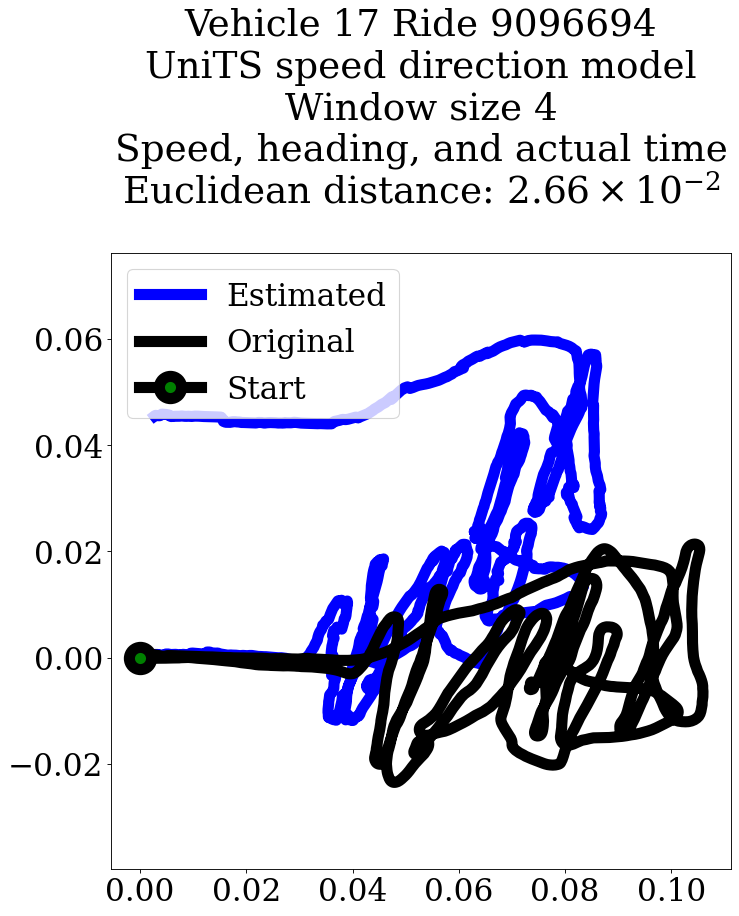 Vehicle 17 Ride 9096694
UniTS speed direction model
Window size 4
Speed, heading, and actual time
Euclidean distance: 2.66 × 10⁻²
Estimated
Original
Start
0.06
0.04
0.02
0.00
−0.02
0.00 0.02 0.04 0.06 0.08 0.10